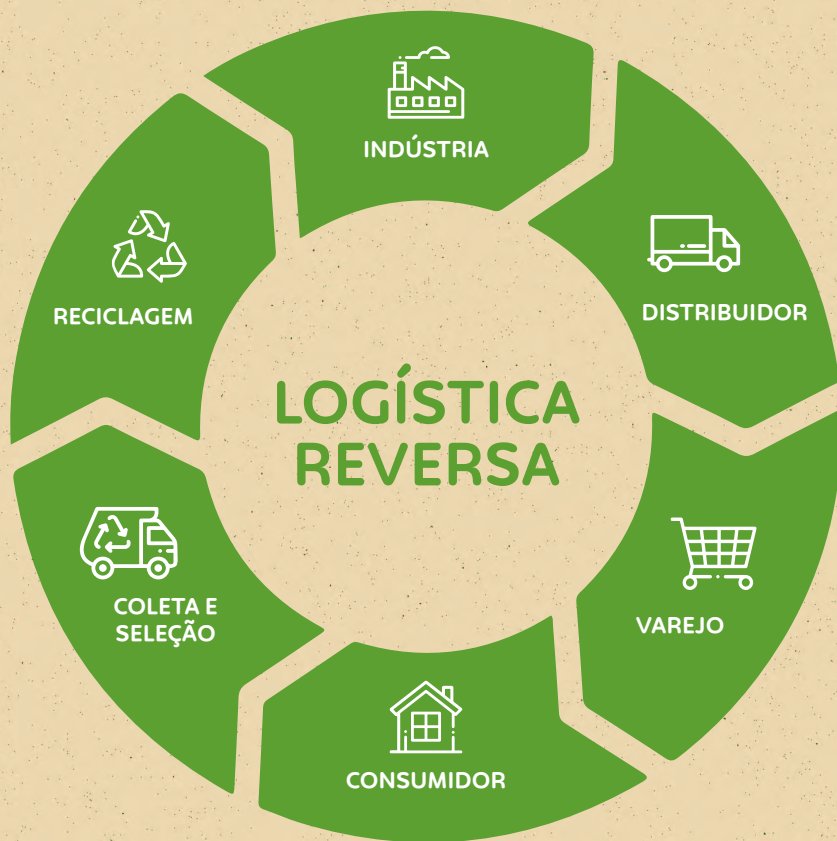 INDÚSTRIA
DISTRIBUIDOR
VAREJO
CONSUMIDOR
COLETA E
SELEÇÃO
RECICLAGEM
LOGÍSTICA
REVERSA